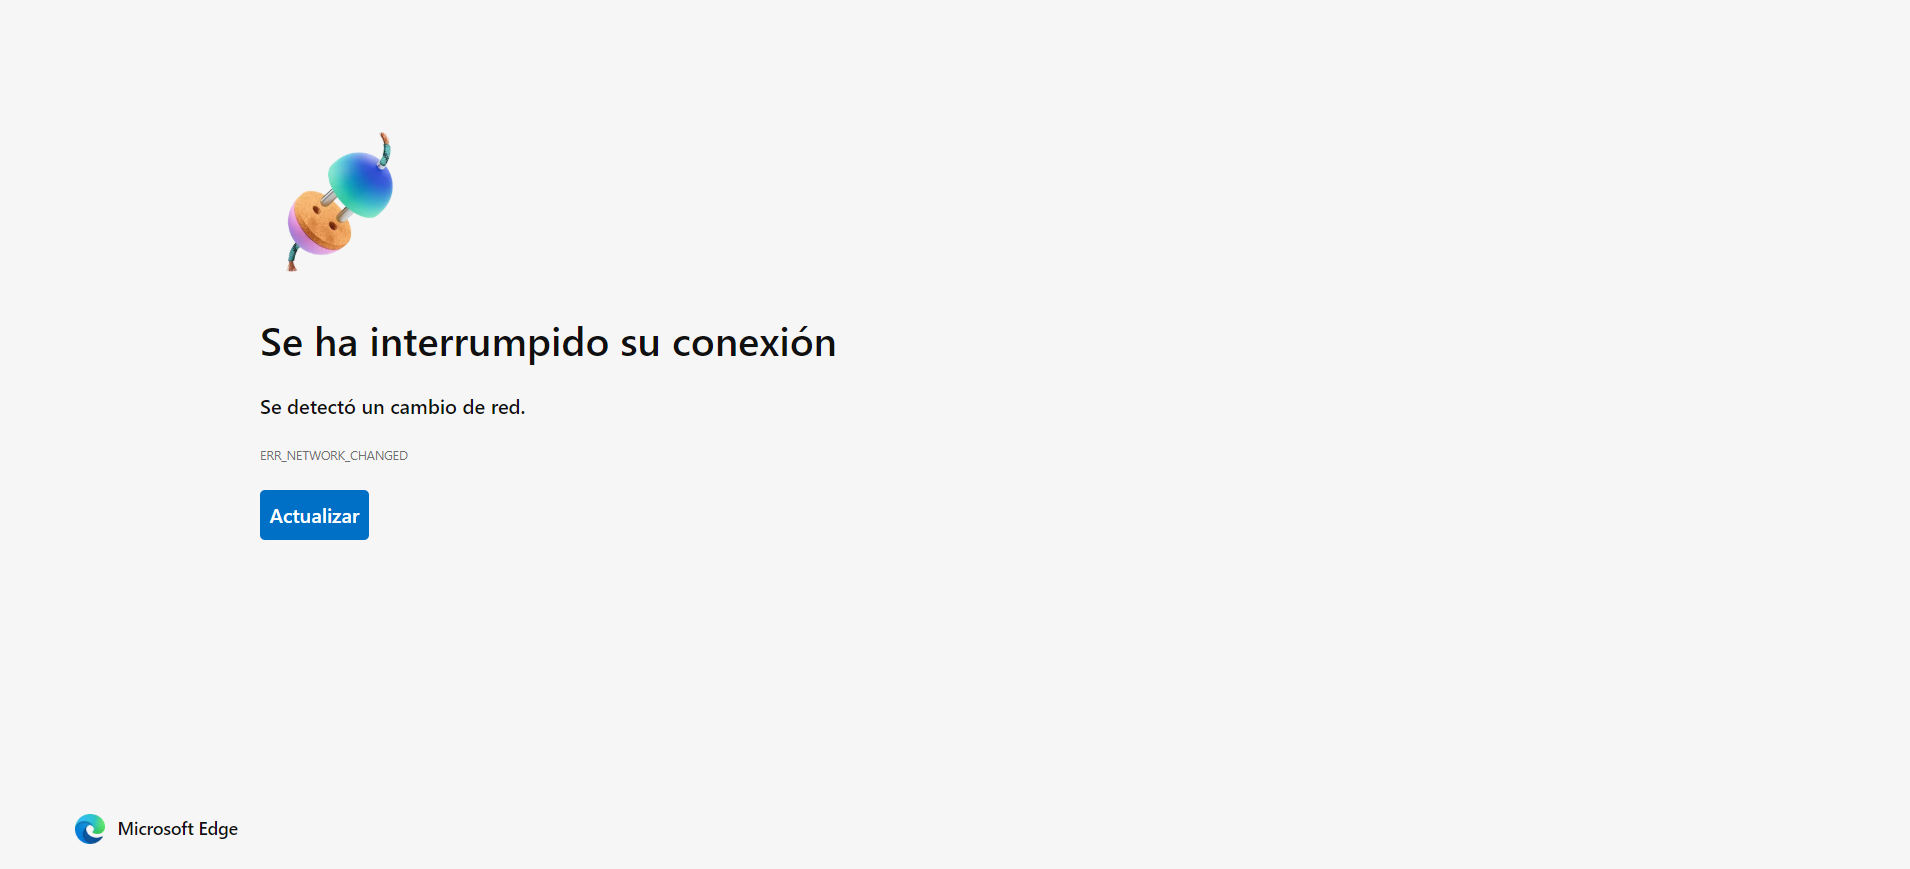 Se ha interrumpido su conexión
Se detectó un cambio de red.
ERR_NETWORK_CHANGED
Actualizar
Microsoft Edge